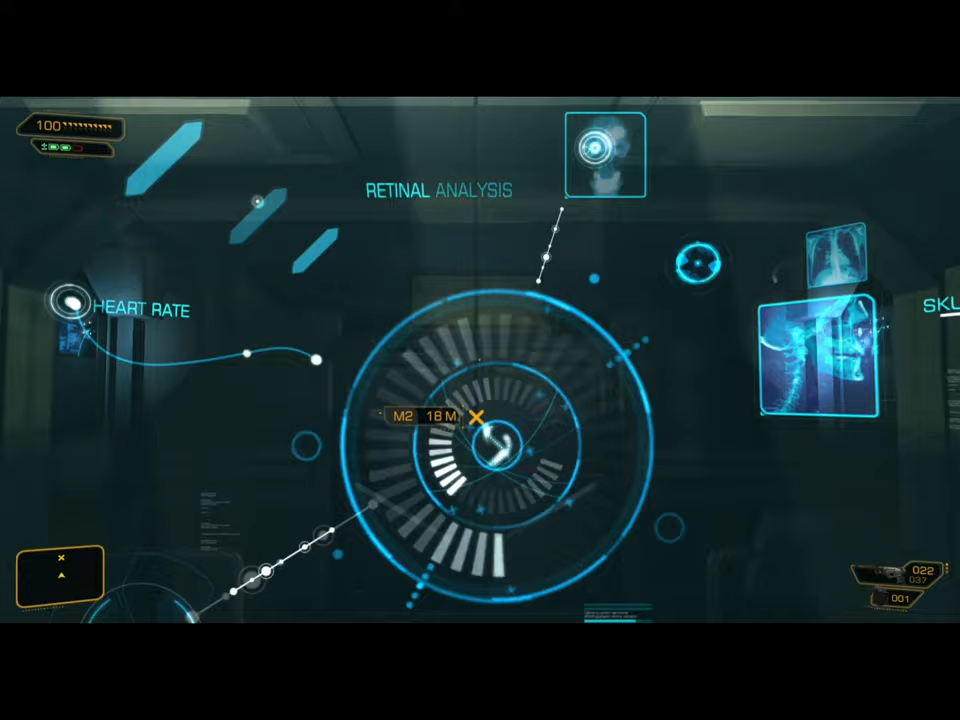 100
RETINAL ANALYSIS
HEART RATE
SKU
M2 18 M
022
037
001